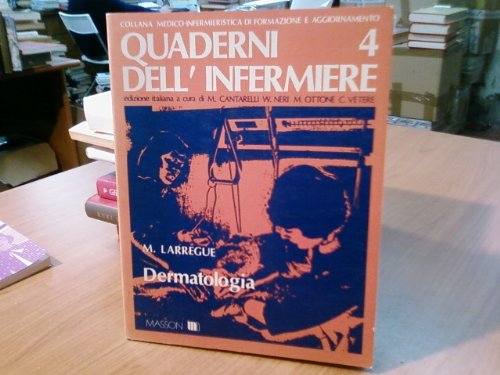 COLLANA MEDICO-INFERMIERISTICA DI FORMAZIONE E AGGIORNAMENTO
QUADERNI 4
DELL' INFERMIERE
edizione italiana a cura di M. CANTARELLI W. NERI M. OTTONE C. VETERE
M. LARRÈGUE
Dermatologia
MASSON